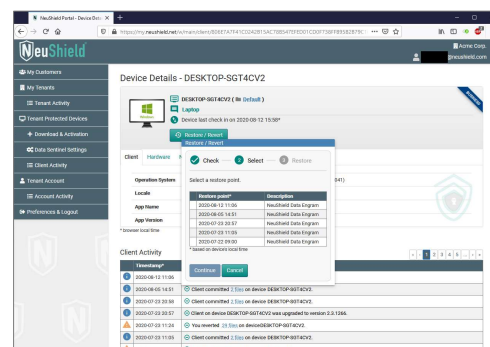 NeuShield Portal - Device Deta
https://my.neushield.net/
NeuShield
Acme Corp.
@neushield.com
My Customers
My Tenants
Tenant Activity
Tenant Protected Devices
Download & Activation
Data Sentinel Settings
Client Activity
Tenant Account
Account Activity
Preferences & Logout
Device Details - DESKTOP-SGT4CV2
DESKTOP-SGT4CV2 ( In Default )
Laptop
Device last check in on 2020-08-12 15:58*
Restore / Revert
Restore / Revert
Client Hardware
Check
2 Select
3 Restore
Select a restore point.
Operating System
Locale
App Name
App Version
* browser local time
Restore point* Description
2020-08-12 11:06 NeuShield Data Engram
2020-08-05 14:51 NeuShield Data Engram
2020-07-23 20:57 NeuShield Data Engram
2020-07-23 11:05 NeuShield Data Engram
2020-07-22 09:00 NeuShield Data Engram
* based on device's local time
Continue Cancel
Client Activity
1 2 3 4 5
Timestamp*
2020-08-12 11:06
2020-08-05 14:51 Client committed 2 files on device DESKTOP-SGT4CV2.
2020-07-23 20:58 Client committed 2 files on device DESKTOP-SGT4CV2.
2020-07-23 20:57 Client on device DESKTOP-SGT4CV2 was upgraded to version 2.3.1266.
2020-07-23 11:24 You reverted 29 files on deviceDESKTOP-SGT4CV2.
2020-07-23 11:05 Client committed 2 files on device DESKTOP-SGT4CV2.